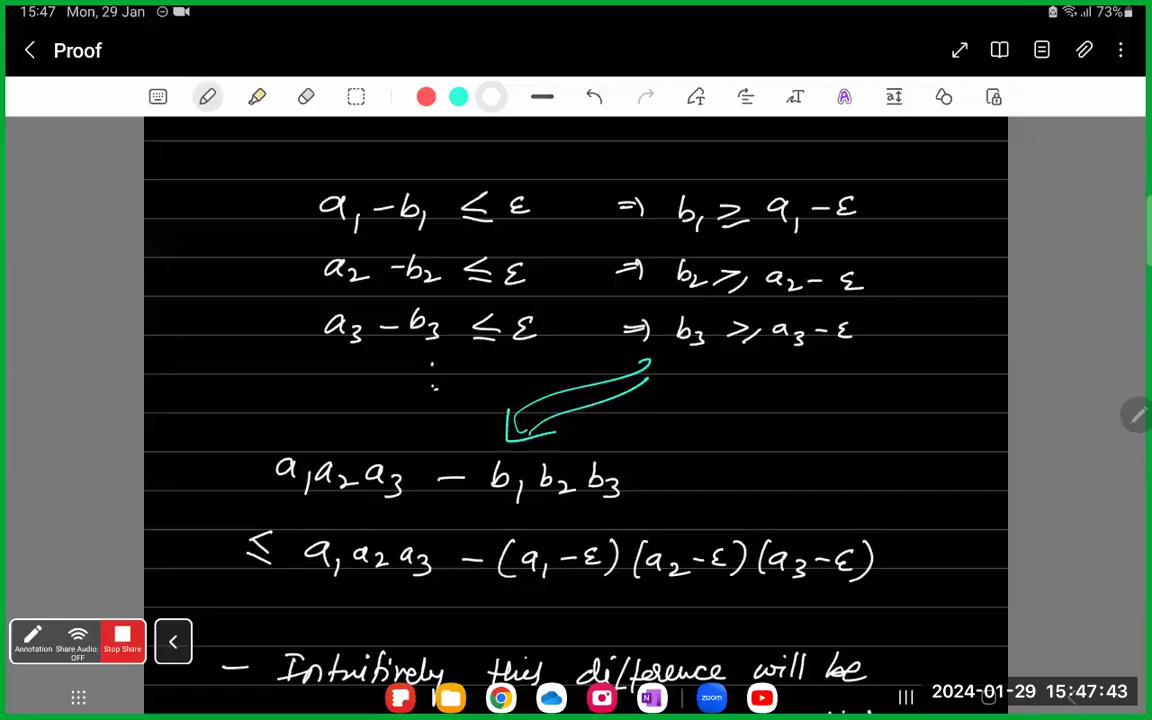 15:47 Mon, 29 Jan 73%
Proof
a₁ - b₁ ≤ ε ⇒ b₁ ≥ a₁ - ε
a₂ - b₂ ≤ ε ⇒ b₂ ≥ a₂ - ε
a₃ - b₃ ≤ ε ⇒ b₃ ≥ a₃ - ε
⋮
a₁a₂a₃ - b₁b₂b₃
≤ a₁a₂a₃ - (a₁ - ε)(a₂ - ε)(a₃ - ε)
Annotation Share Audio: OFF Stop Share
- Intuitively this difference will be
zoom
2024-01-29 15:47:43